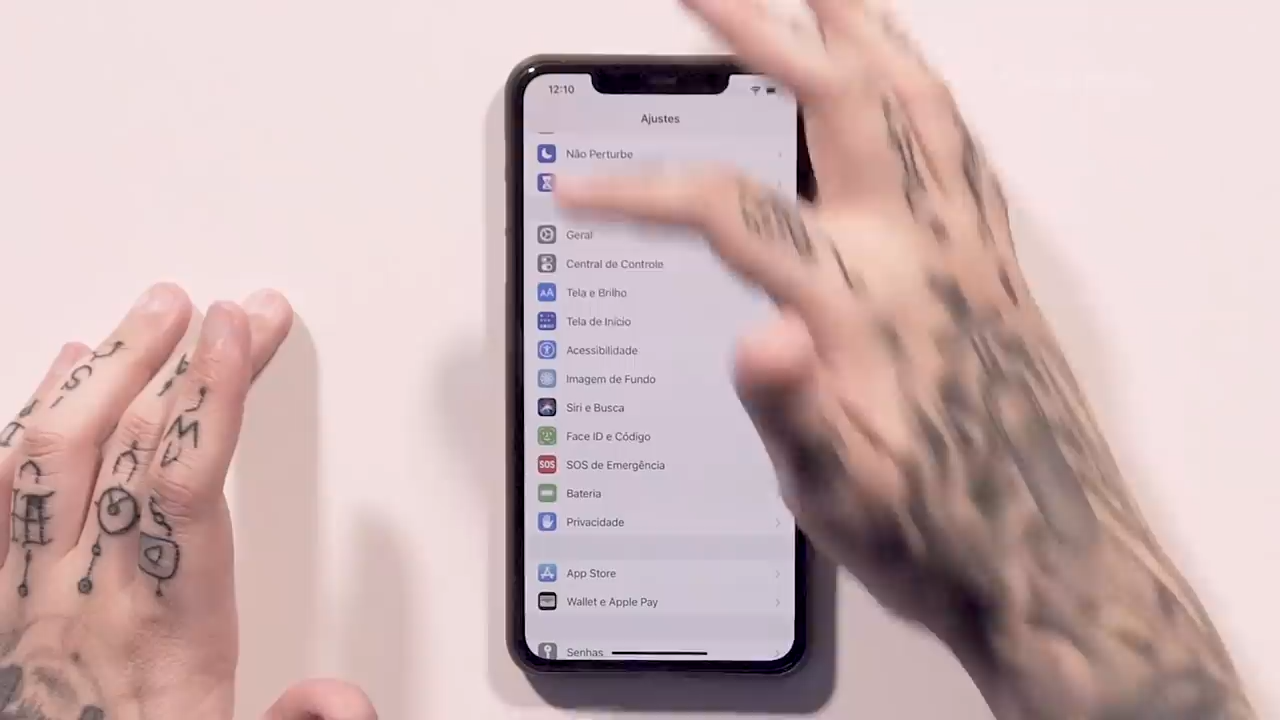 12:10
Ajustes
Não Perturbe
Geral
Central de Controle
AA Tela e Brilho
Tela de Início
Acessibilidade
Imagem de Fundo
Siri e Busca
Face ID e Código
SOS SOS de Emergência
Bateria
Privacidade
App Store
Wallet e Apple Pay
Senhas